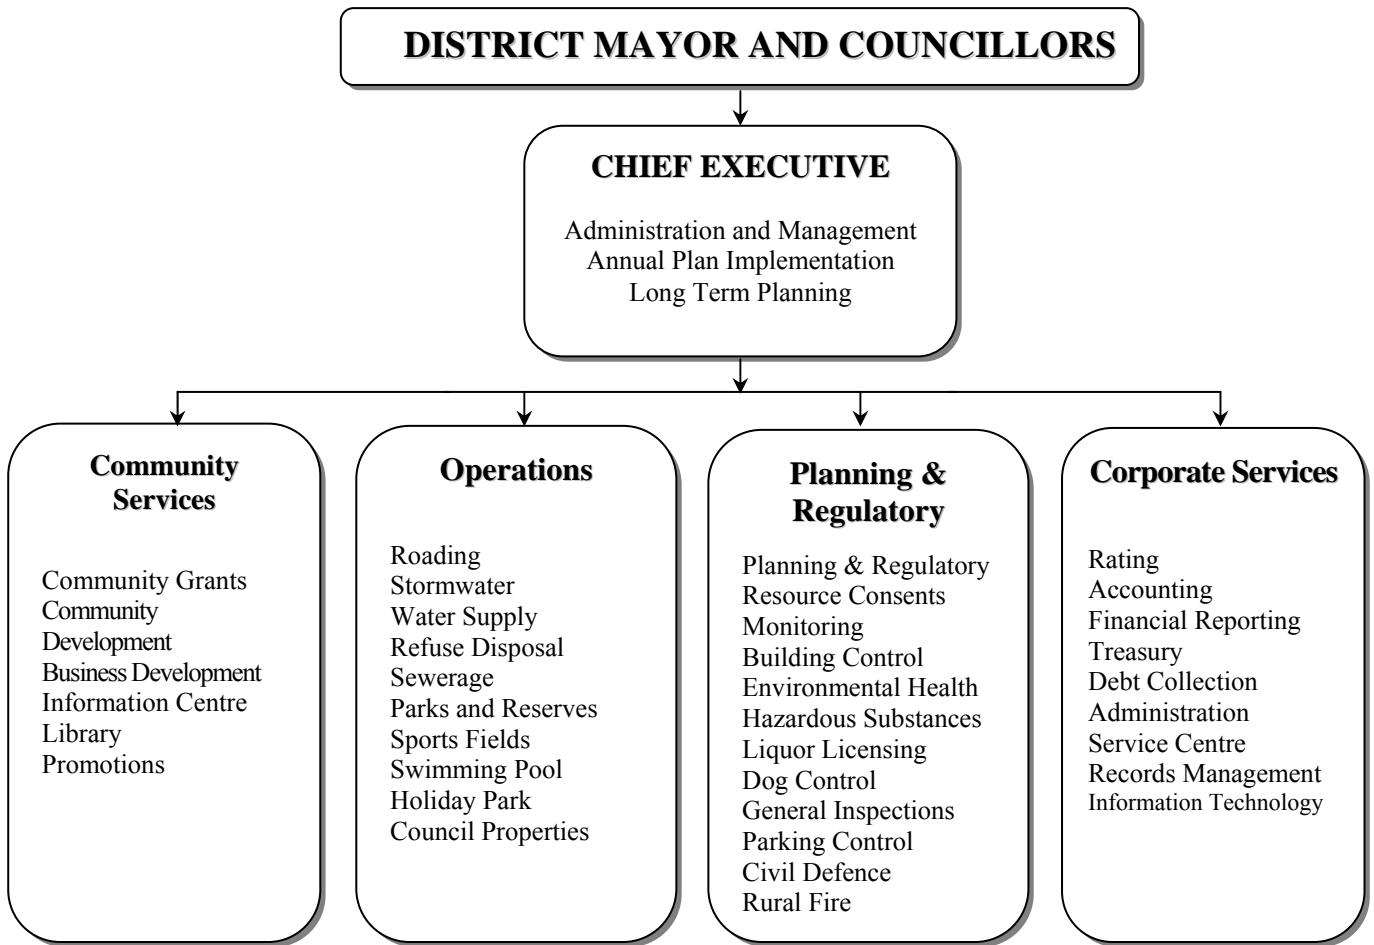 DISTRICT MAYOR AND COUNCILLORS
CHIEF EXECUTIVE
Administration and Management
Annual Plan Implementation
Long Term Planning
Community
Services
Community Grants
Community
Development
Business Development
Information Centre
Library
Promotions
Operations
Roading
Stormwater
Water Supply
Refuse Disposal
Sewerage
Parks and Reserves
Sports Fields
Swimming Pool
Holiday Park
Council Properties
Planning &
Regulatory
Planning & Regulatory
Resource Consents
Monitoring
Building Control
Environmental Health
Hazardous Substances
Liquor Licensing
Dog Control
General Inspections
Parking Control
Civil Defence
Rural Fire
Corporate Services
Rating
Accounting
Financial Reporting
Treasury
Debt Collection
Administration
Service Centre
Records Management
Information Technology